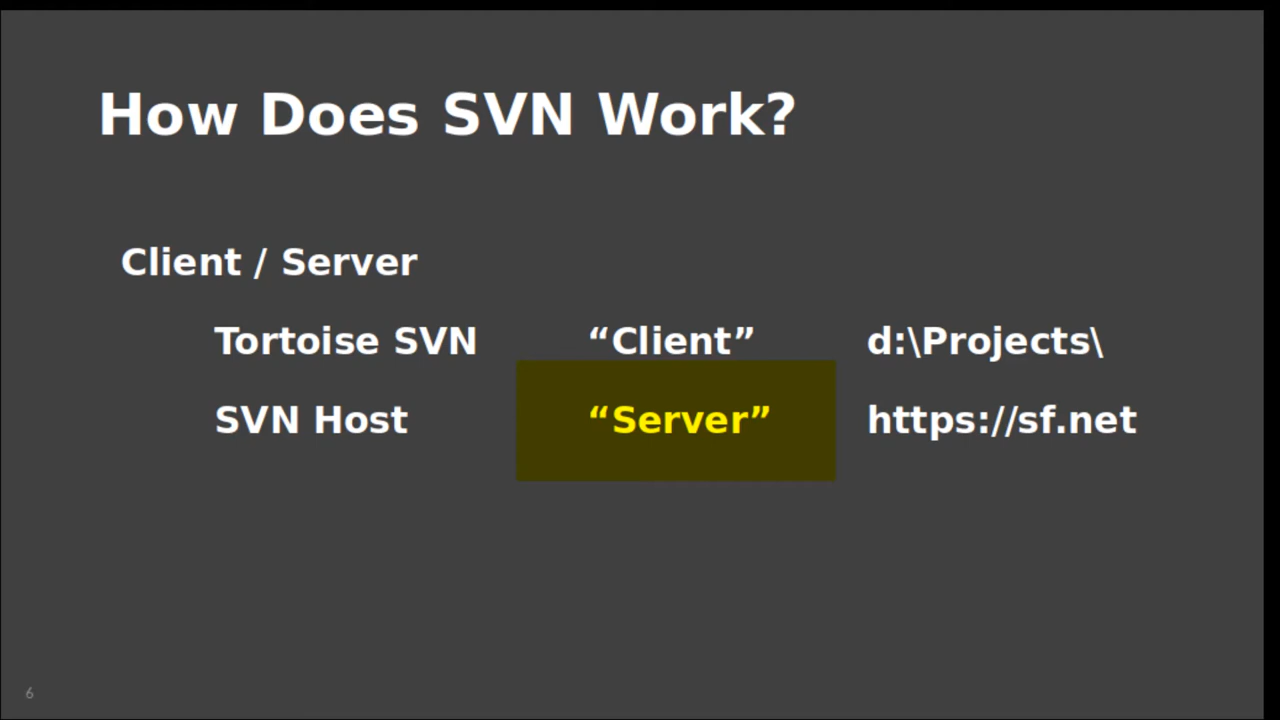 How Does SVN Work?
Client / Server
Tortoise SVN “Client” d:\Projects\
SVN Host “Server” https://sf.net
6